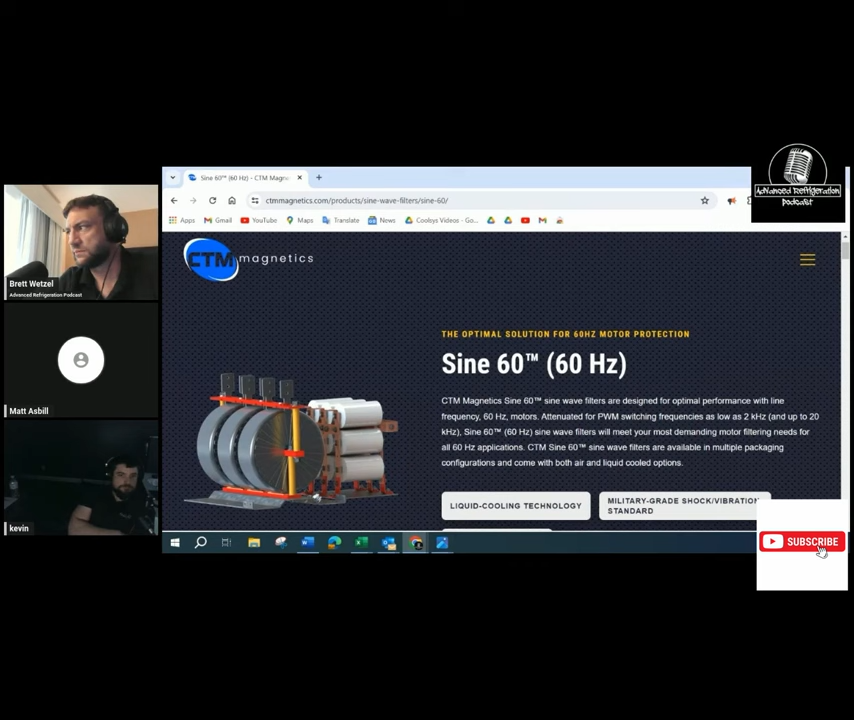 Sine 60™ (60 Hz) - CTM Magn
ctmmagnetics.com/products/sine-wave-filters/sine-60/
Apps Gmail YouTube Maps Translate News Coolsys Videos - Go...
Advanced Refrigeration
Podcast
CTM magnetics
THE OPTIMAL SOLUTION FOR 60HZ MOTOR PROTECTION
Sine 60™ (60 Hz)
CTM Magnetics Sine 60™ sine wave filters are designed for optimal performance with line
frequency, 60 Hz, motors. Attenuated for PWM switching frequencies as low as 2 kHz (and up to 20
kHz), Sine 60™ (60 Hz) sine wave filters will meet your most demanding motor filtering needs for
all 60 Hz applications. CTM Sine 60™ sine wave filters are available in multiple packaging
configurations and come with both air and liquid cooled options.
LIQUID-COOLING TECHNOLOGY
MILITARY-GRADE SHOCK/VIBRATION
STANDARD
SUBSCRIBE
Brett Wetzel
Advanced Refrigeration Podcast
Matt Asbill
kevin